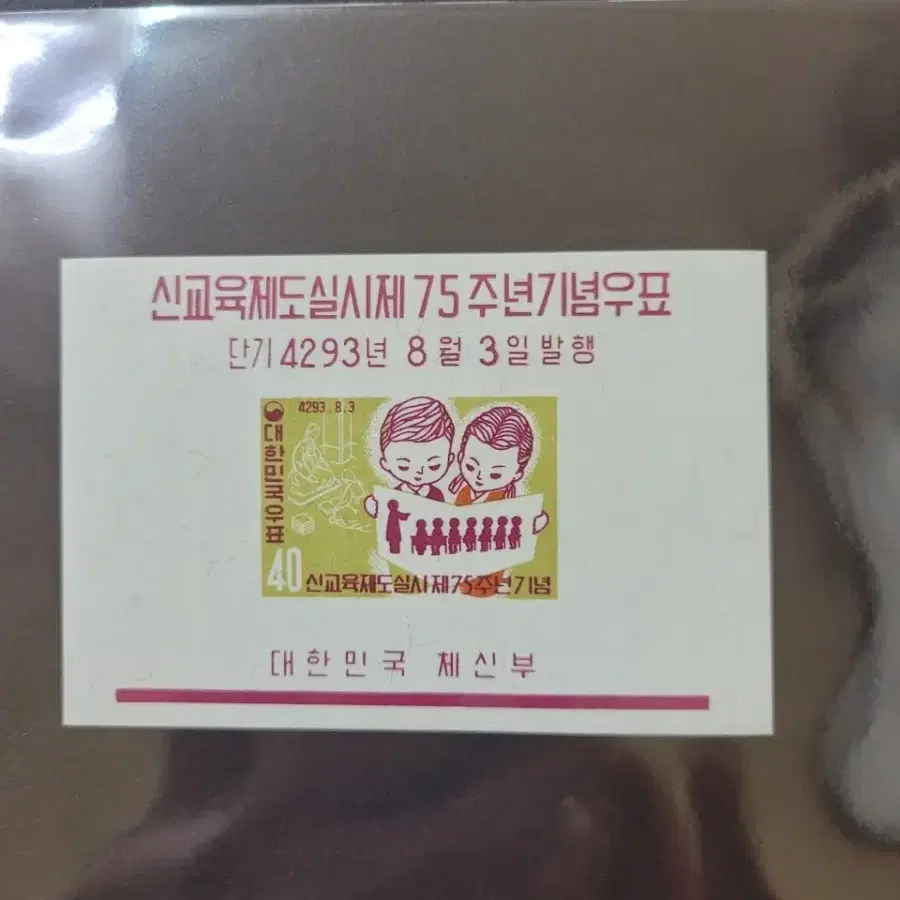 신교육제도실시제75주년기념우표
단기4293년 8월 3일발행
4293.8.3
대한민국우표
40
신교육제도실시제75주년기념
대한민국 체신부